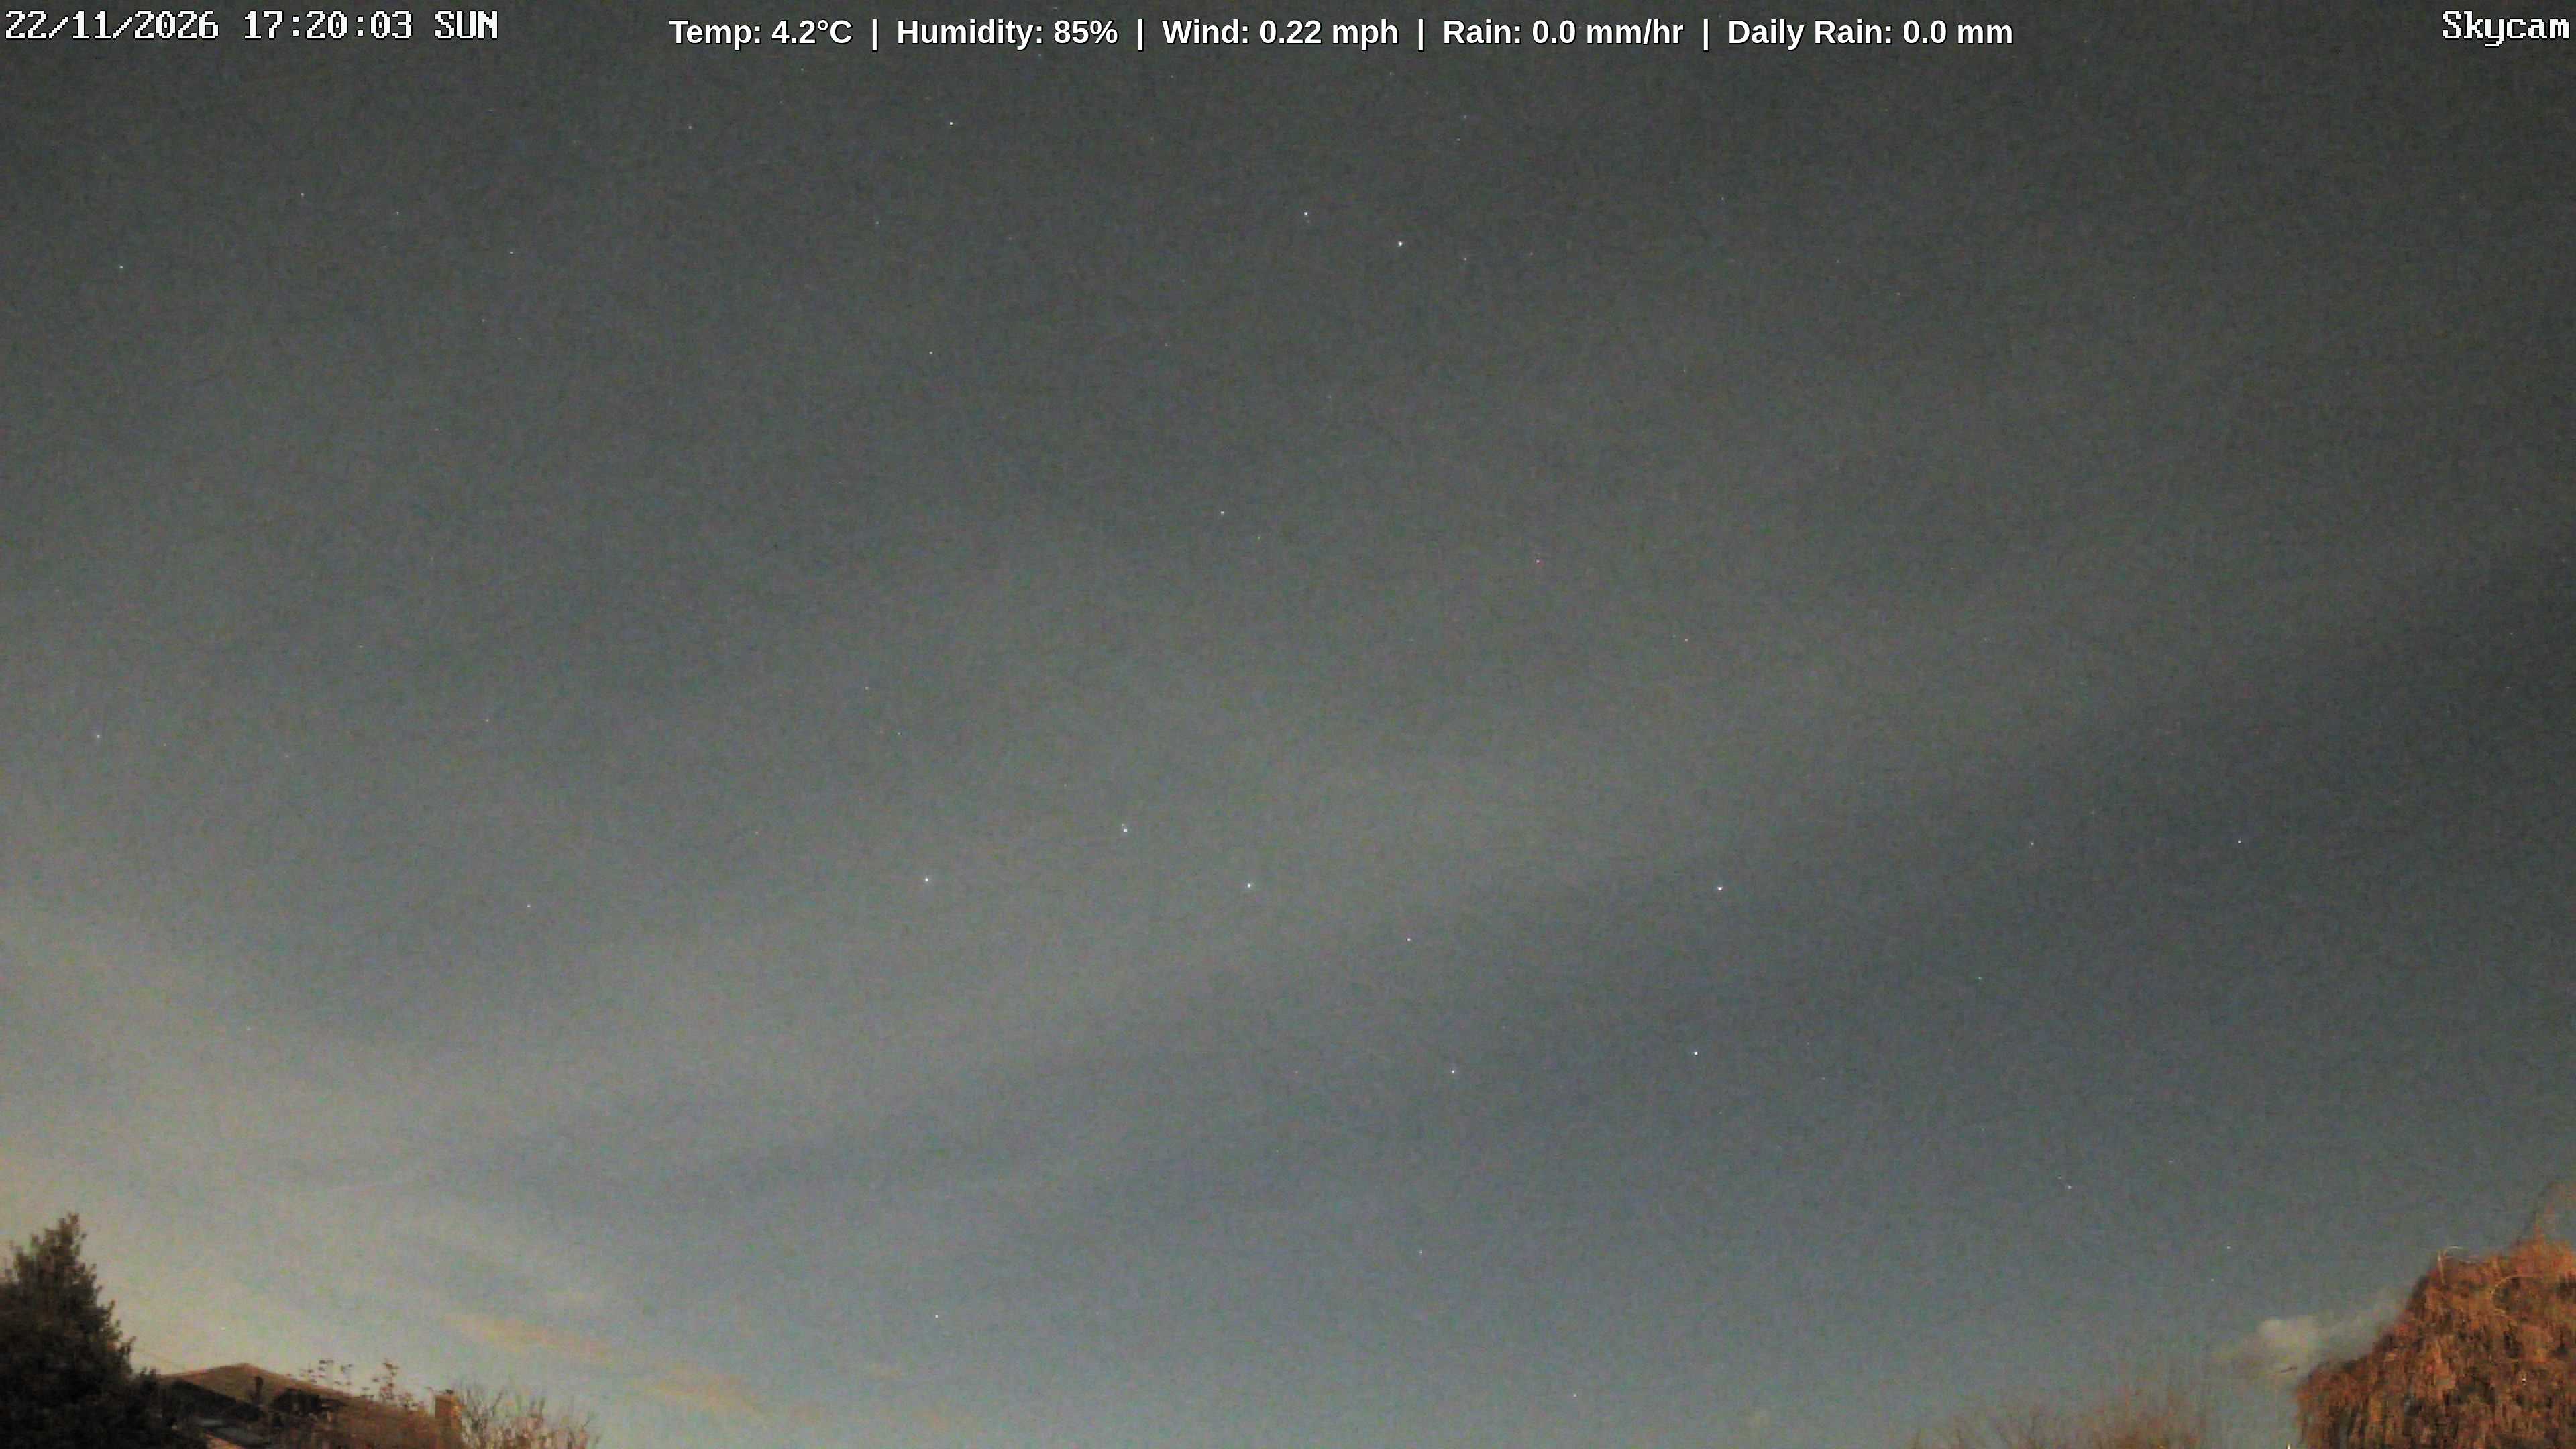 22/11/2026 17:20:03 SUN
Temp: 4.2°C | Humidity: 85% | Wind: 0.22 mph | Rain: 0.0 mm/hr | Daily Rain: 0.0 mm
Skycam